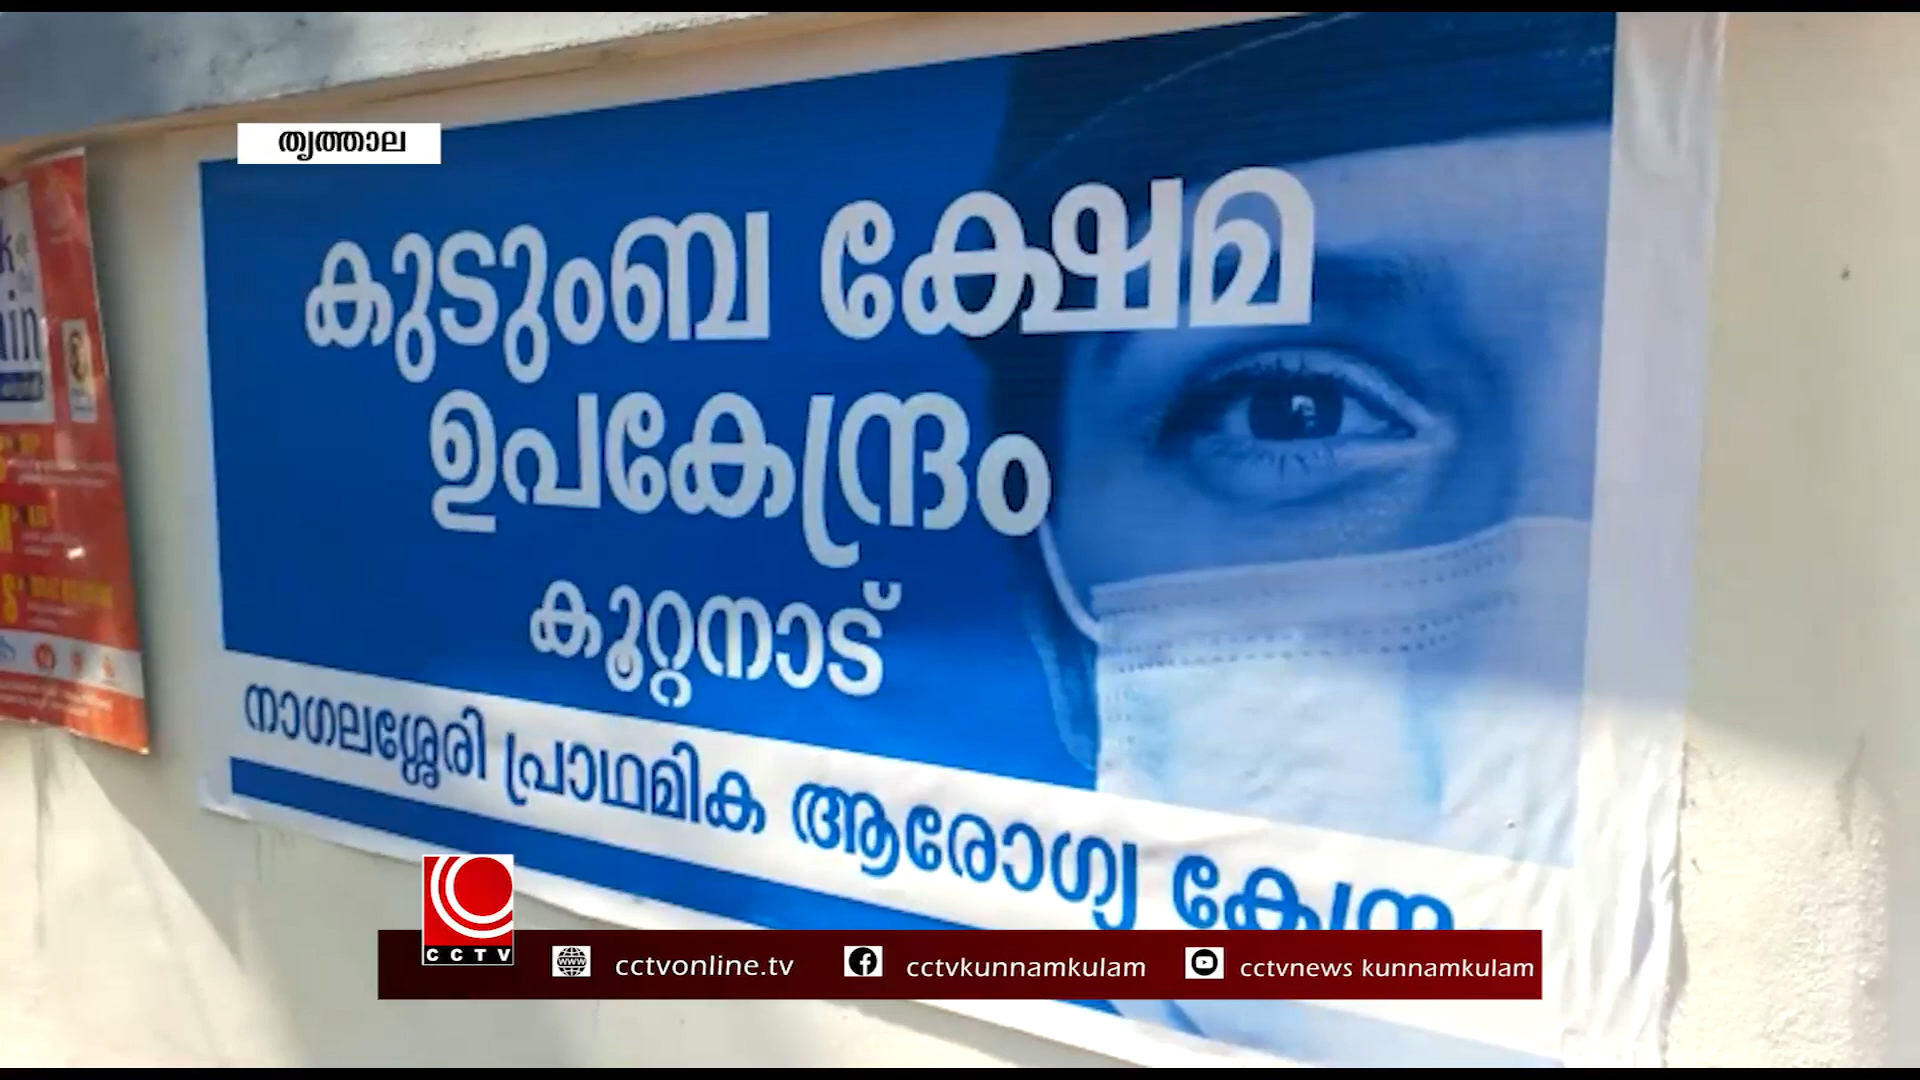 തൃത്താല
കുടുംബ ക്ഷേമ
ഉപകേന്ദ്രം
കൂറ്റനാട്
നാഗലശ്ശേരി പ്രാഥമിക ആരോഗ്യ
CCTV
cctvonline.tv
cctvkunnamkulam
cctvnews kunnamkulam